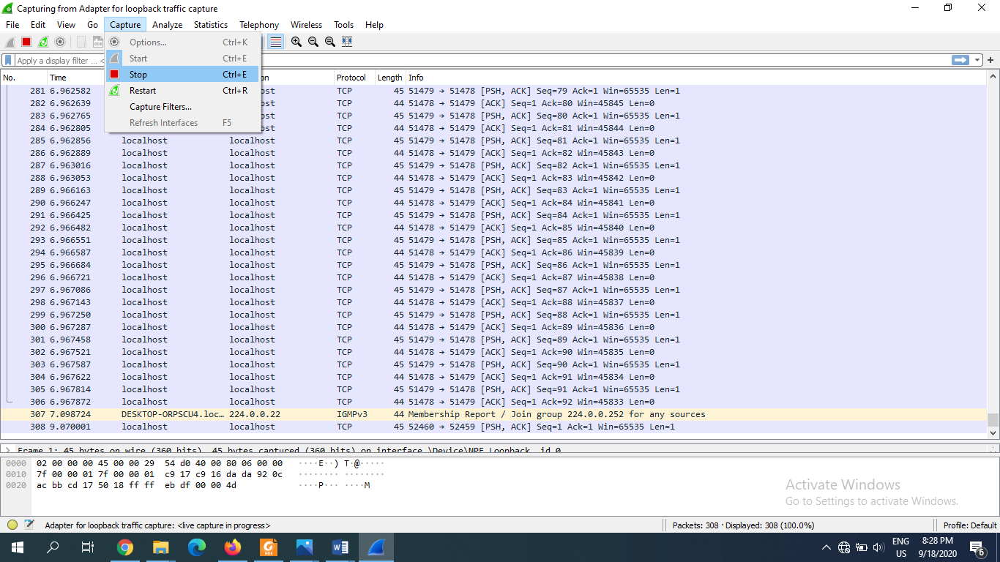 Capturing from Adapter for loopback traffic capture
File Edit View Go Capture Analyze Statistics Telephony Wireless Tools Help
Options... Ctrl+K
Start Ctrl+E
Stop Ctrl+E
Restart Ctrl+R
Capture Filters...
Refresh Interfaces F5
Apply a display filter ... <
No. Time on Protocol Length Info
281 6.962582 host TCP 45 51479 → 51478 [PSH, ACK] Seq=79 Ack=1 Win=65535 Len=1
282 6.962639 host TCP 44 51478 → 51479 [ACK] Seq=1 Ack=80 Win=45845 Len=0
283 6.962765 host TCP 45 51479 → 51478 [PSH, ACK] Seq=80 Ack=1 Win=65535 Len=1
284 6.962805 host TCP 44 51478 → 51479 [ACK] Seq=1 Ack=81 Win=45844 Len=0
285 6.962856 localhost localhost TCP 45 51479 → 51478 [PSH, ACK] Seq=81 Ack=1 Win=65535 Len=1
286 6.962889 localhost localhost TCP 44 51478 → 51479 [ACK] Seq=1 Ack=82 Win=45843 Len=0
287 6.963016 localhost localhost TCP 45 51479 → 51478 [PSH, ACK] Seq=82 Ack=1 Win=65535 Len=1
288 6.963053 localhost localhost TCP 44 51478 → 51479 [ACK] Seq=1 Ack=83 Win=45842 Len=0
289 6.966163 localhost localhost TCP 45 51479 → 51478 [PSH, ACK] Seq=83 Ack=1 Win=65535 Len=1
290 6.966247 localhost localhost TCP 44 51478 → 51479 [ACK] Seq=1 Ack=84 Win=45841 Len=0
291 6.966425 localhost localhost TCP 45 51479 → 51478 [PSH, ACK] Seq=84 Ack=1 Win=65535 Len=1
292 6.966482 localhost localhost TCP 44 51478 → 51479 [ACK] Seq=1 Ack=85 Win=45840 Len=0
293 6.966551 localhost localhost TCP 45 51479 → 51478 [PSH, ACK] Seq=85 Ack=1 Win=65535 Len=1
294 6.966587 localhost localhost TCP 44 51478 → 51479 [ACK] Seq=1 Ack=86 Win=45839 Len=0
295 6.966684 localhost localhost TCP 45 51479 → 51478 [PSH, ACK] Seq=86 Ack=1 Win=65535 Len=1
296 6.966721 localhost localhost TCP 44 51478 → 51479 [ACK] Seq=1 Ack=87 Win=45838 Len=0
297 6.967086 localhost localhost TCP 45 51479 → 51478 [PSH, ACK] Seq=87 Ack=1 Win=65535 Len=1
298 6.967143 localhost localhost TCP 44 51478 → 51479 [ACK] Seq=1 Ack=88 Win=45837 Len=0
299 6.967250 localhost localhost TCP 45 51479 → 51478 [PSH, ACK] Seq=88 Ack=1 Win=65535 Len=1
300 6.967287 localhost localhost TCP 44 51478 → 51479 [ACK] Seq=1 Ack=89 Win=45836 Len=0
301 6.967458 localhost localhost TCP 45 51479 → 51478 [PSH, ACK] Seq=89 Ack=1 Win=65535 Len=1
302 6.967521 localhost localhost TCP 44 51478 → 51479 [ACK] Seq=1 Ack=90 Win=45835 Len=0
303 6.967587 localhost localhost TCP 45 51479 → 51478 [PSH, ACK] Seq=90 Ack=1 Win=65535 Len=1
304 6.967622 localhost localhost TCP 44 51478 → 51479 [ACK] Seq=1 Ack=91 Win=45834 Len=0
305 6.967814 localhost localhost TCP 45 51479 → 51478 [PSH, ACK] Seq=91 Ack=1 Win=65535 Len=1
306 6.967872 localhost localhost TCP 44 51478 → 51479 [ACK] Seq=1 Ack=92 Win=45833 Len=0
307 7.098724 DESKTOP-ORPSCU4.loc... 224.0.0.22 IGMPv3 44 Membership Report / Join group 224.0.0.252 for any sources
308 9.070001 localhost localhost TCP 45 52460 → 52459 [PSH, ACK] Seq=1 Ack=1 Win=65535 Len=1
Frame 1: 45 bytes on wire (360 bits), 45 bytes captured (360 bits) on interface \Device\NPF_Loopback, id 0
0000 02 00 00 00 45 00 00 29 54 d0 40 00 80 06 00 00 ····E··) T·@·····
0010 7f 00 00 01 7f 00 00 01 c9 17 c9 16 da da 92 0c ········ ········
0020 ac bb cd 17 50 18 ff ff eb df 00 00 4d ····P··· ····M
Activate Windows
Go to Settings to activate Windows.
Adapter for loopback traffic capture: <live capture in progress>
Packets: 308 · Displayed: 308 (100.0%)
Profile: Default
ENG
US
8:28 PM
9/18/2020
6